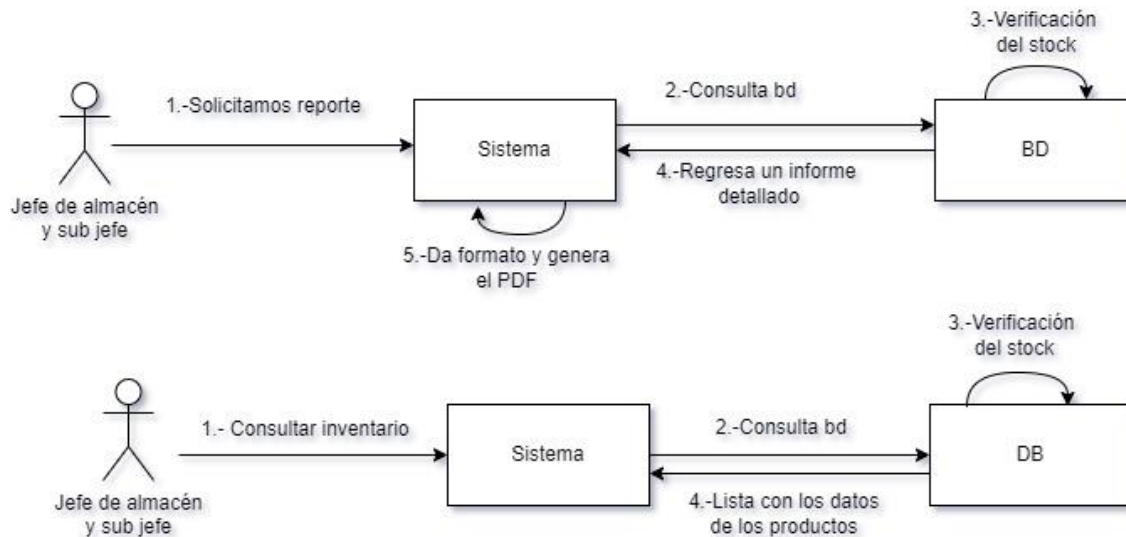 3.-Verificación
del stock
1.-Solicitamos reporte
2.-Consulta bd
Sistema
BD
4.-Regresa un informe
detallado
Jefe de almacén
y sub jefe
5.-Da formato y genera
el PDF
3.-Verificación
del stock
1.- Consultar inventario
2.-Consulta bd
Sistema
DB
4.-Lista con los datos
de los productos
Jefe de almacén
y sub jefe